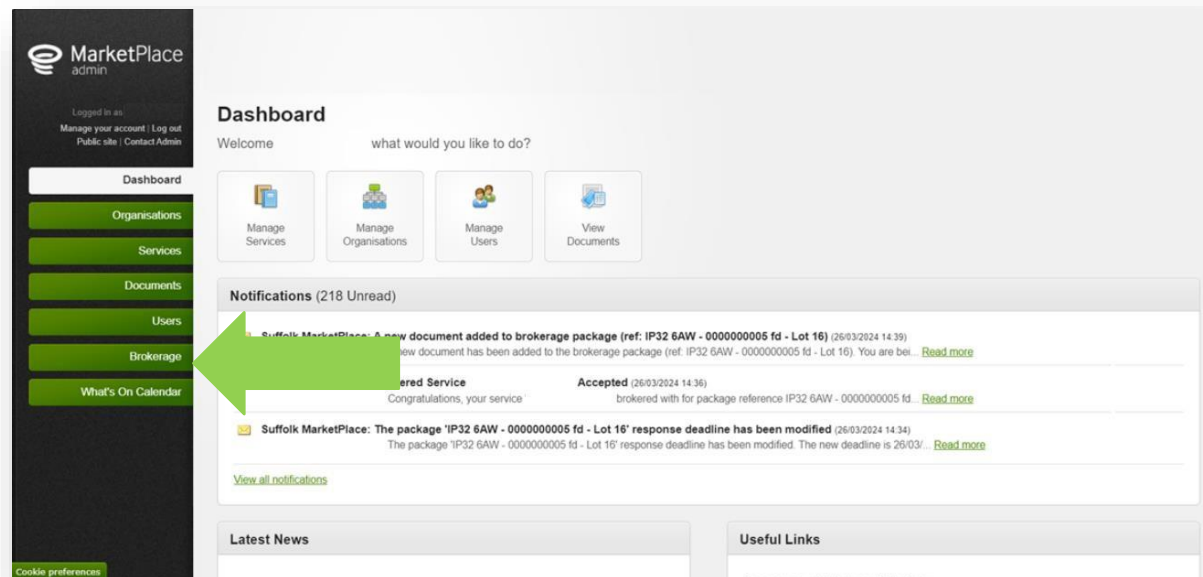 MarketPlace
admin
Logged in as
Manage your account | Log out
Public site | Contact Admin
Dashboard
Organisations
Services
Documents
Users
Brokerage
What's On Calendar
Cookie preferences
Dashboard
Welcome what would you like to do?
Manage
Services
Manage
Organisations
Manage
Users
View
Documents
Notifications (218 Unread)
Suffolk MarketPlace: A new document added to brokerage package (ref: IP32 6AW - 0000000005 fd - Lot 16) (26/03/2024 14:39)
new document has been added to the brokerage package (ref: IP32 6AW - 0000000005 fd - Lot 16). You are bei... Read more
ered Service Accepted (26/03/2024 14:36)
Congratulations, your service brokered with for package reference IP32 6AW - 0000000005 fd... Read more
Suffolk MarketPlace: The package 'IP32 6AW - 0000000005 fd - Lot 16' response deadline has been modified (26/03/2024 14:34)
The package 'IP32 6AW - 0000000005 fd - Lot 16' response deadline has been modified. The new deadline is 26/03/... Read more
View all notifications
Latest News
Useful Links